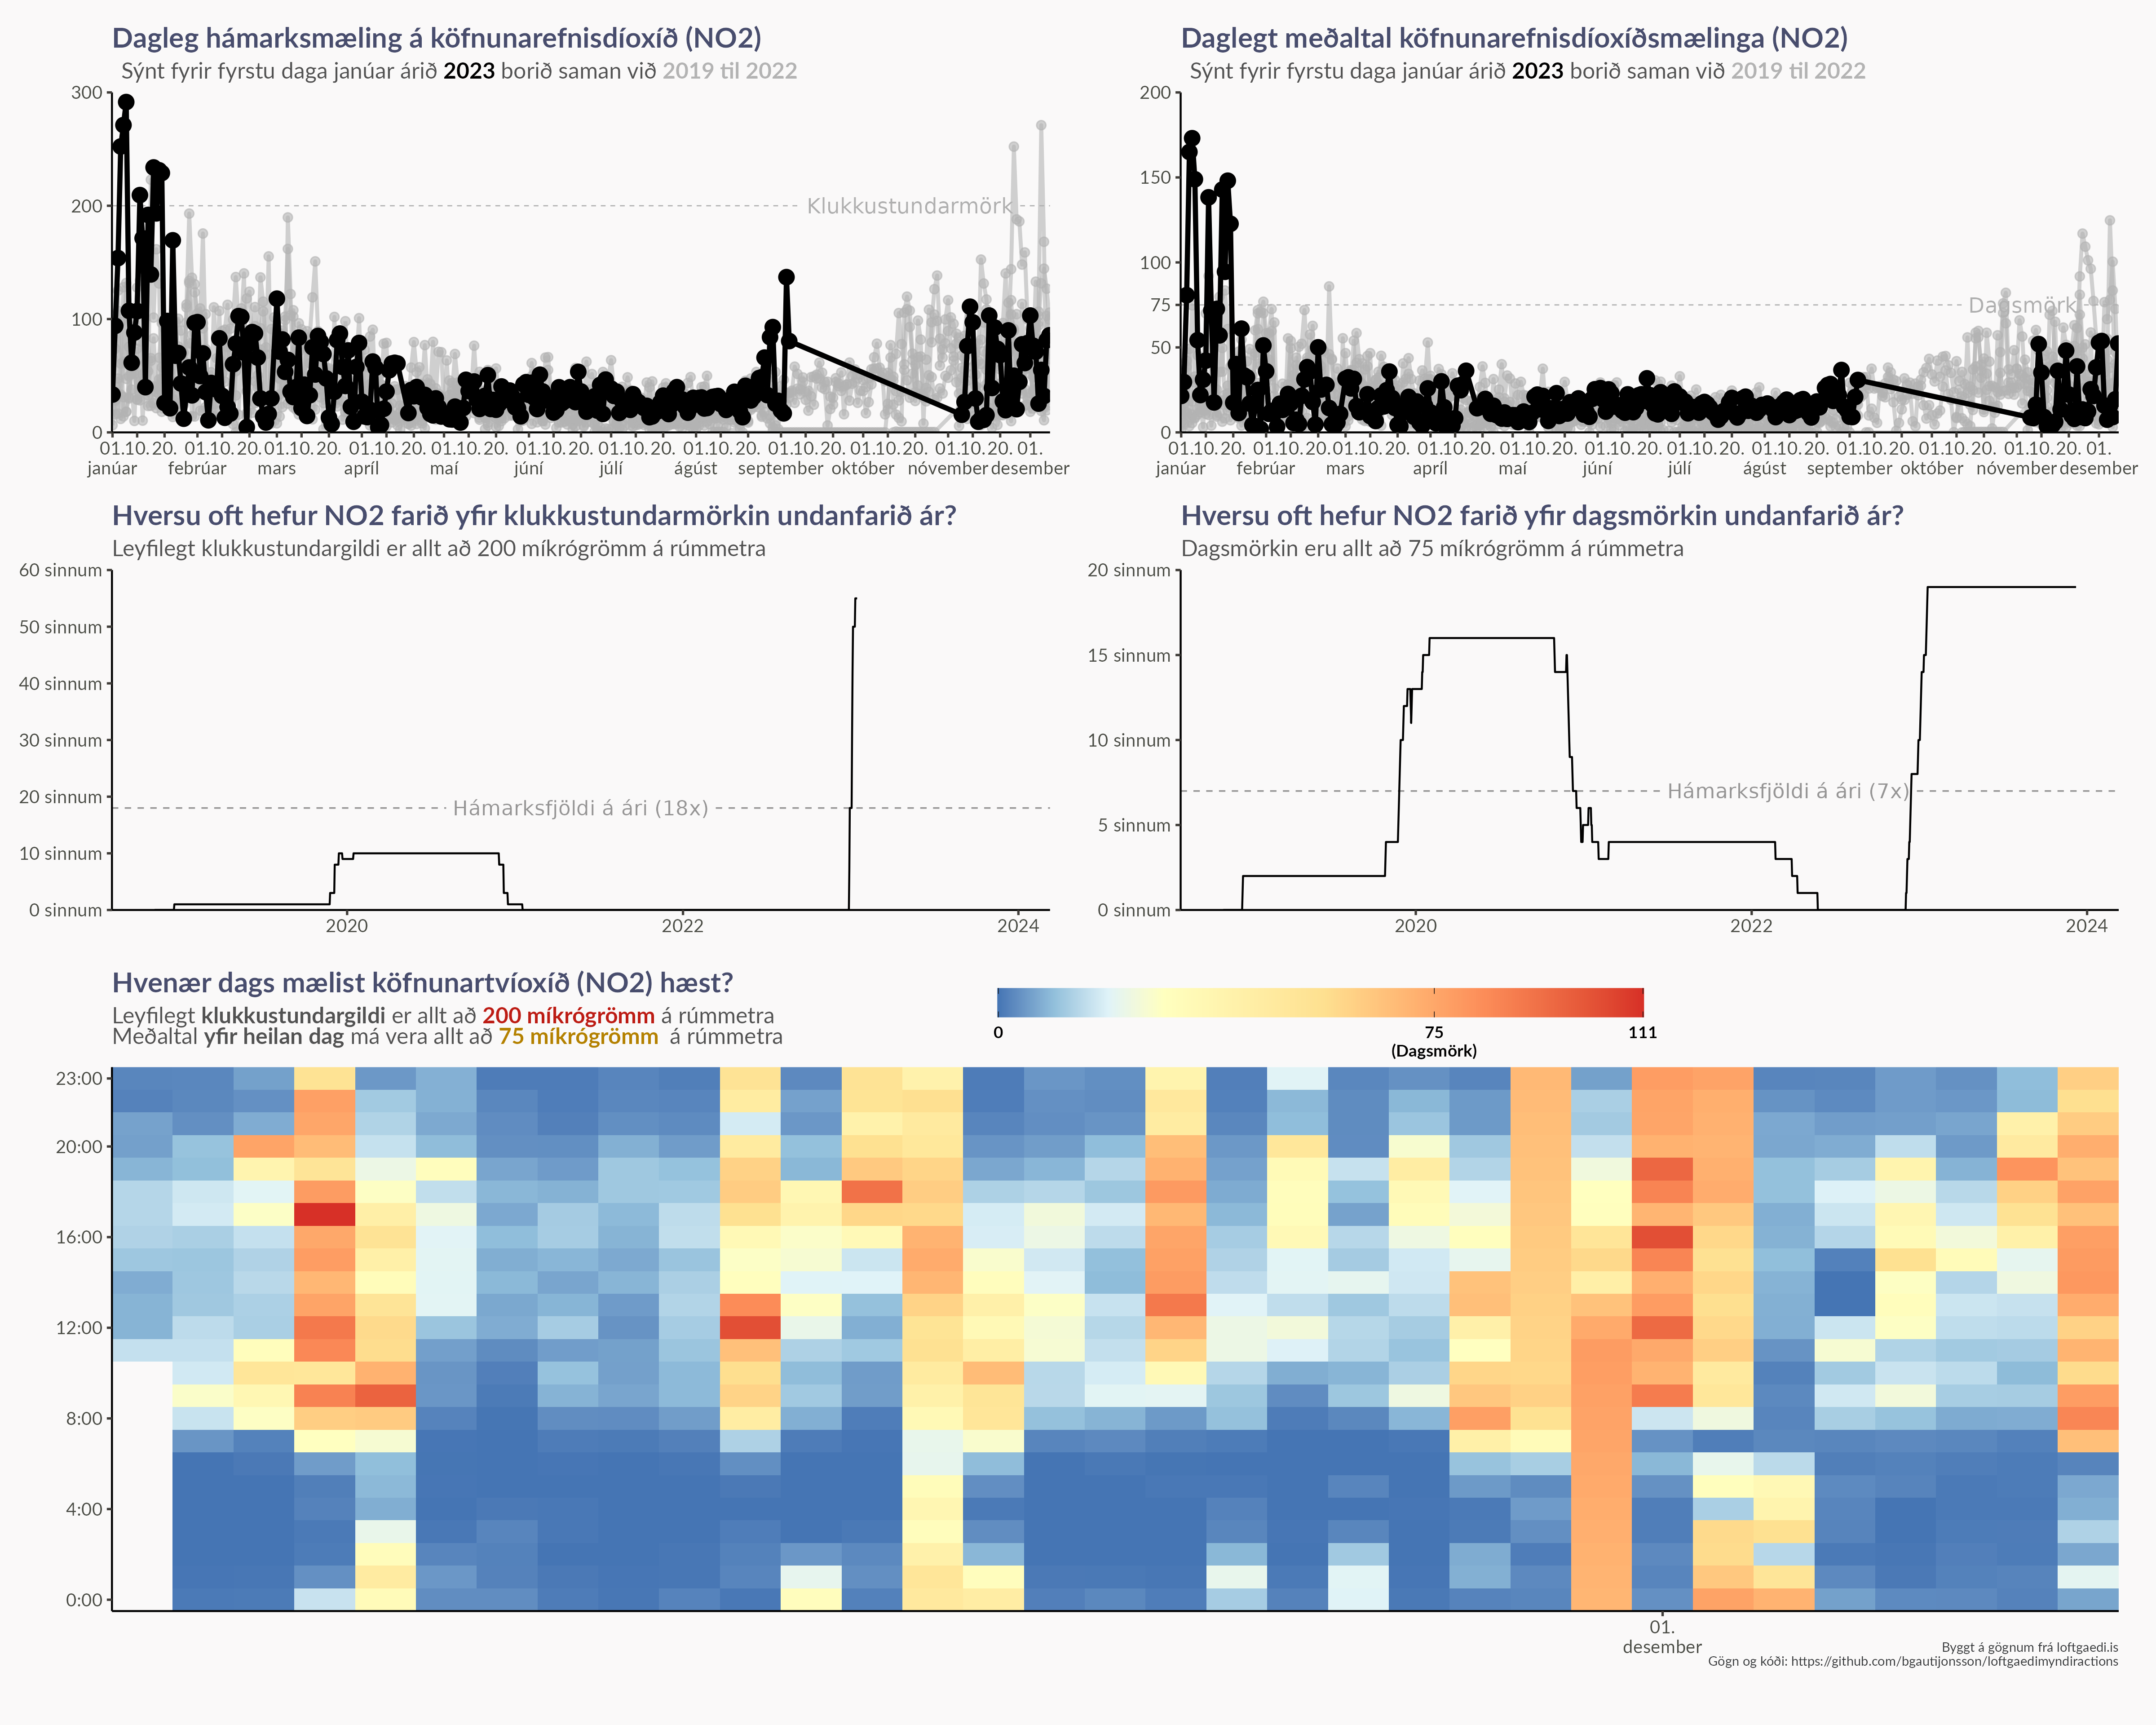 Dagleg hámarksmæling á köfnunarefnisdíoxíð (NO2)
Sýnt fyrir fyrstu daga janúar árið 2023 borið saman við 2019 til 2022
300
200
100
0
Klukkustundarmörk
01.10.20. 01.10.20. 01.10.20. 01.10.20. 01.10.20. 01.10.20. 01.10.20. 01.10.20. 01.10.20. 01.10.20. 01.10.20. 01.
janúar febrúar mars apríl maí júní júlí ágúst september október nóvember desember
Daglegt meðaltal köfnunarefnisdíoxíðsmælinga (NO2)
Sýnt fyrir fyrstu daga janúar árið 2023 borið saman við 2019 til 2022
200
150
100
75
50
0
Dagsmörk
01.10.20. 01.10.20. 01.10.20. 01.10.20. 01.10.20. 01.10.20. 01.10.20. 01.10.20. 01.10.20. 01.10.20. 01.10.20. 01.
janúar febrúar mars apríl maí júní júlí ágúst september október nóvember desember
Hversu oft hefur NO2 farið yfir klukkustundarmörkin undanfarið ár?
Leyfilegt klukkustundargildi er allt að 200 míkrógrömm á rúmmetra
60 sinnum
50 sinnum
40 sinnum
30 sinnum
20 sinnum
10 sinnum
0 sinnum
Hámarksfjöldi á ári (18x)
2020 2022 2024
Hversu oft hefur NO2 farið yfir dagsmörkin undanfarið ár?
Dagsmörkin eru allt að 75 míkrógrömm á rúmmetra
20 sinnum
15 sinnum
10 sinnum
5 sinnum
0 sinnum
Hámarksfjöldi á ári (7x)
2020 2022 2024
Hvenær dags mælist köfnunartvíoxíð (NO2) hæst?
Leyfilegt klukkustundargildi er allt að 200 míkrógrömm á rúmmetra
Meðaltal yfir heilan dag má vera allt að 75 míkrógrömm á rúmmetra
0 75 111
(Dagsmörk)
23:00
20:00
16:00
12:00
8:00
4:00
0:00
01.
desember
Byggt á gögnum frá loftgaedi.is
Gögn og kóði: https://github.com/bgautijonsson/loftgaedimyndiractions